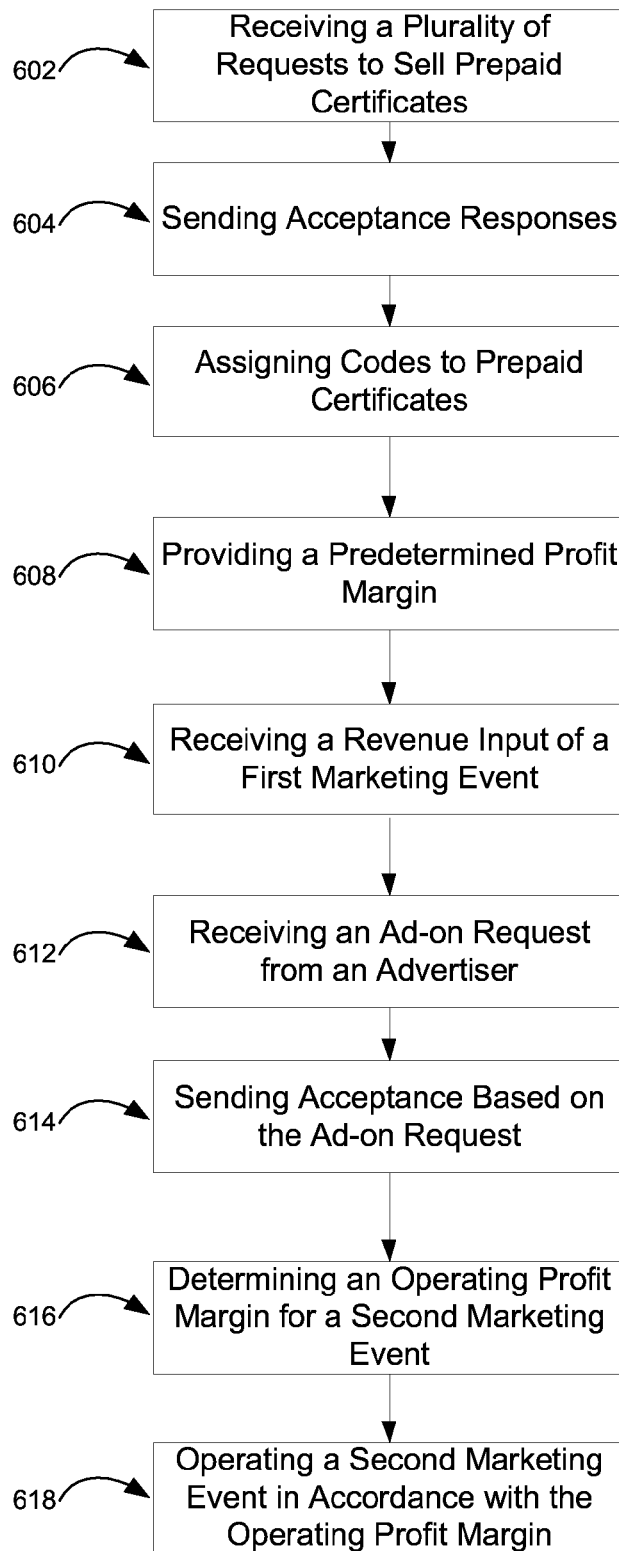 602
Receiving a Plurality of
Requests to Sell Prepaid
Certificates
604
Sending Acceptance Responses
606
Assigning Codes to Prepaid
Certificates
608
Providing a Predetermined Profit
Margin
610
Receiving a Revenue Input of a
First Marketing Event
612
Receiving an Ad-on Request
from an Advertiser
614
Sending Acceptance Based on
the Ad-on Request
616
Determining an Operating Profit
Margin for a Second Marketing
Event
618
Operating a Second Marketing
Event in Accordance with the
Operating Profit Margin